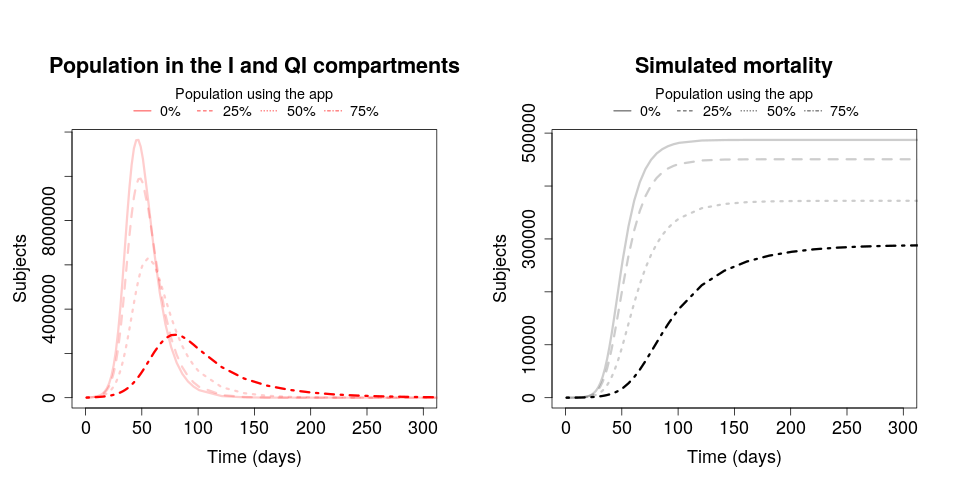 Population in the I and QI compartments
Population using the app
0% 25% 50% 75%
Subjects
0 4000000 8000000
0 50 100 150 200 250 300
Time (days)
Simulated mortality
Population using the app
0% 25% 50% 75%
Subjects
0 100000 300000 500000
0 50 100 150 200 250 300
Time (days)